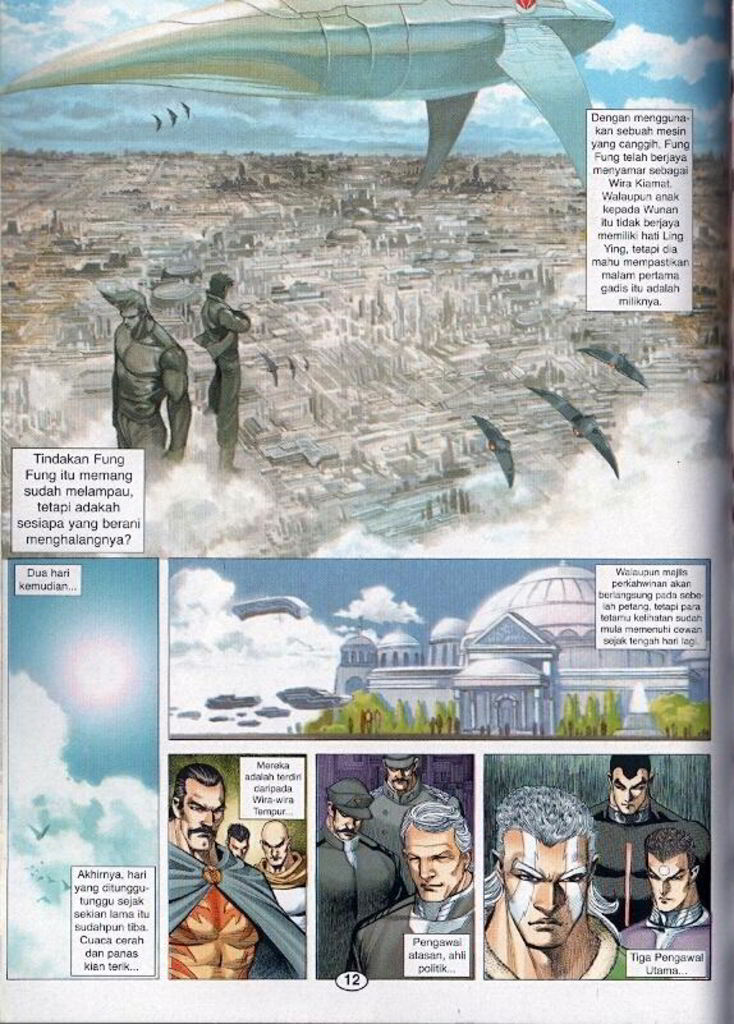 Dengan mengguna-
kan sebuah mesin
yang canggih, Fung
Fung telah berjaya
menyamar sebagai
Wira Kiamat.
Walaupun anak
kepada Wunan
itu tidak berjaya
memiliki hati Ling
Ying, tetapi dia
mahu mempastikan
malam pertama
gadis itu adalah
miliknya.
Tindakan Fung
Fung itu memang
sudah melampau,
tetapi adakah
sesiapa yang berani
menghalangnya?
Dua hari
kemudian...
Akhirnya, hari
yang ditunggu-
tunggu sejak
sekian lama itu
sudahpun tiba.
Cuaca cerah
dan panas
kian terik...
Walaupun majlis
perkahwinan akan
berlangsung pada sebe-
lah petang, tetapi para
tetamu kelihatan sudah
mula memenuhi dewan
sejak tengah hari lagi.
Mereka
adalah terdiri
daripada
Wira-wira
Tempur...
Pengawai
atasan, ahli
politik...
Tiga Pengawal
Utama...
12